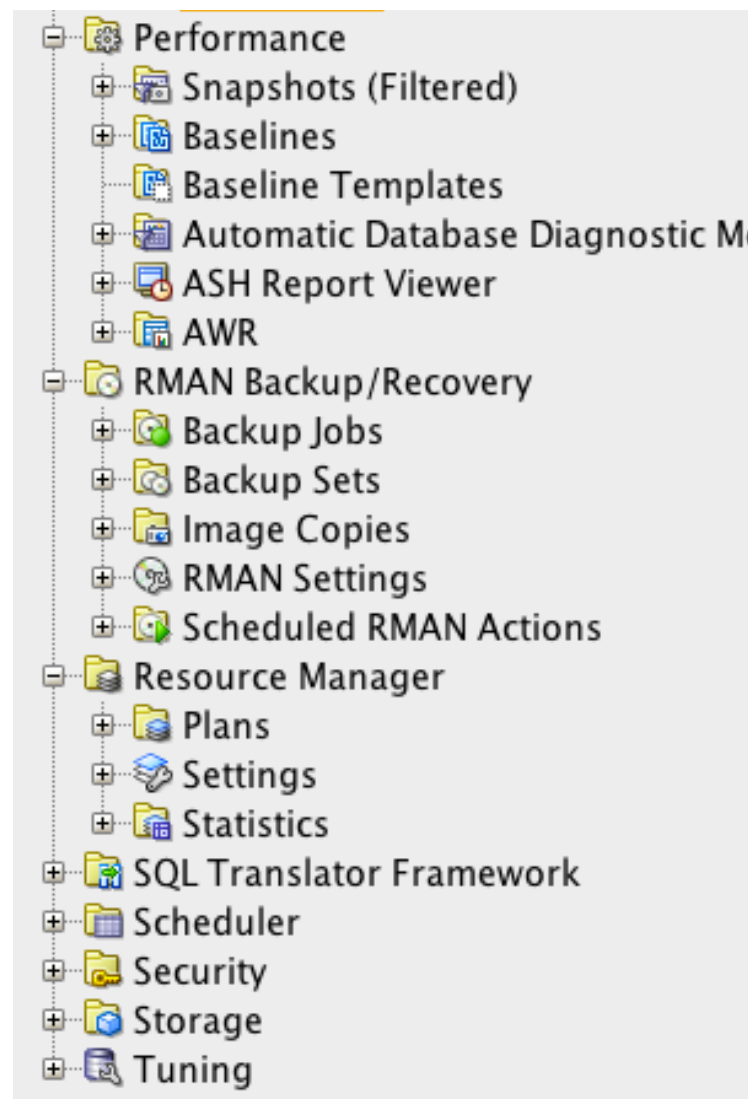 Performance
Snapshots (Filtered)
Baselines
Baseline Templates
Automatic Database Diagnostic
ASH Report Viewer
AWR
RMAN Backup/Recovery
Backup Jobs
Backup Sets
Image Copies
RMAN Settings
Scheduled RMAN Actions
Resource Manager
Plans
Settings
Statistics
SQL Translator Framework
Scheduler
Security
Storage
Tuning